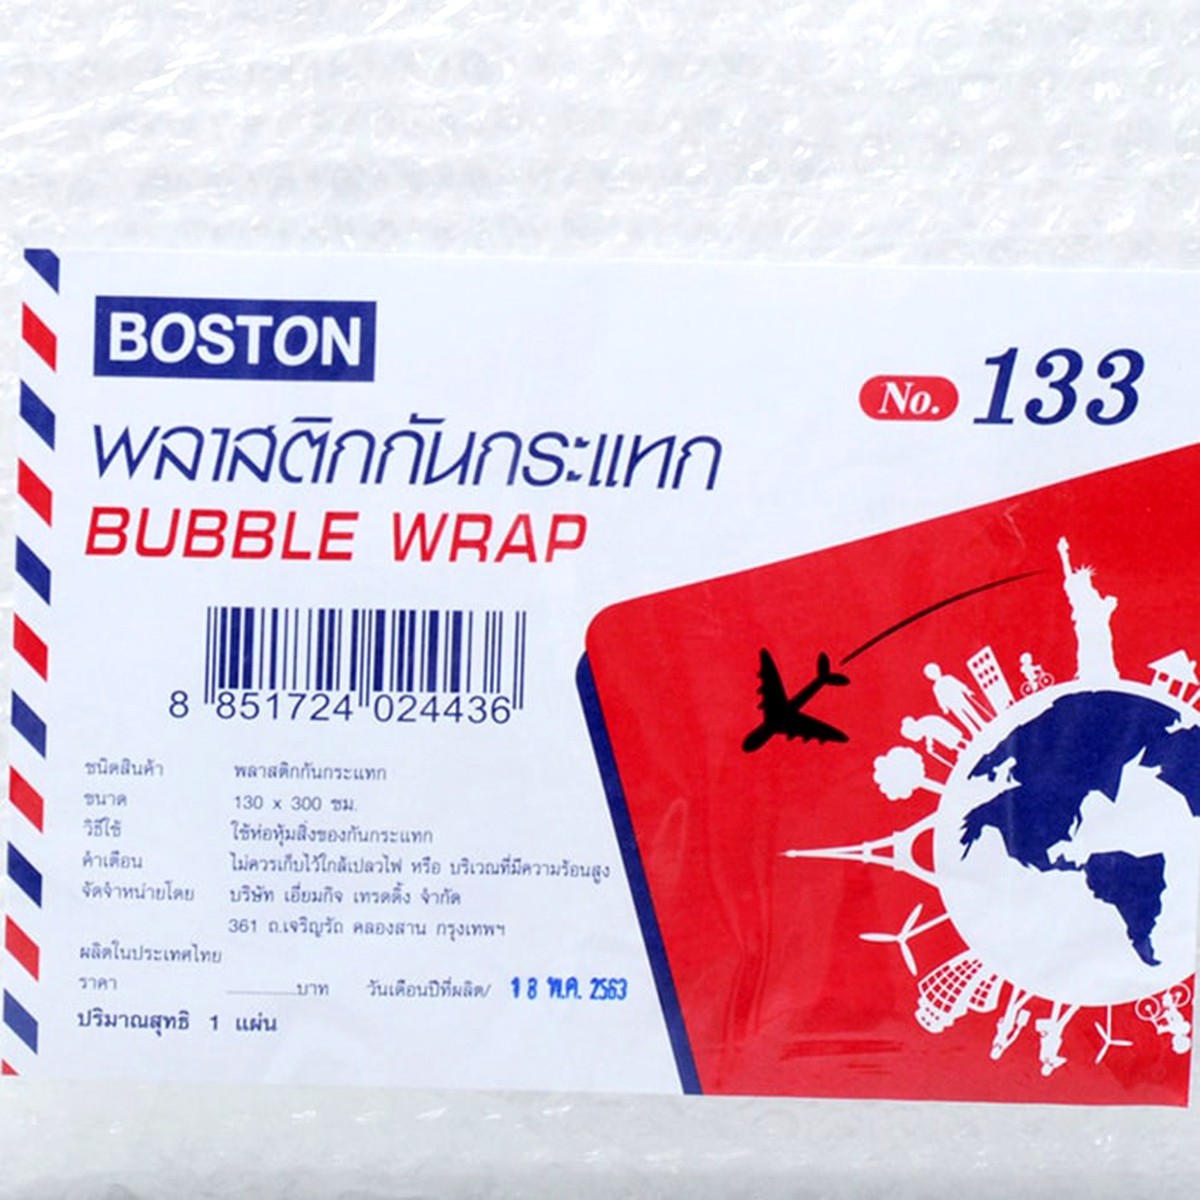 BOSTON
No. 133
พลาสติกกันกระแทก
BUBBLE WRAP
8 851724 024436
ชนิดสินค้า พลาสติกกันกระแทก
ขนาด 130 x 300 ซม.
วิธีใช้ ใช้ห่อหุ้มสิ่งของกันกระแทก
คำเตือน ไม่ควรเก็บไว้ใกล้เปลวไฟ หรือ บริเวณที่มีความร้อนสูง
จัดจำหน่ายโดย บริษัท เอี่ยมกิจ เทรดดิ้ง จำกัด
361 ถ.เจริญรัถ คลองสาน กรุงเทพฯ
ผลิตในประเทศไทย
ราคา ..................บาท วันเดือนปีที่ผลิต/ 18 พ.ค. 2563
ปริมาณสุทธิ 1 แผ่น